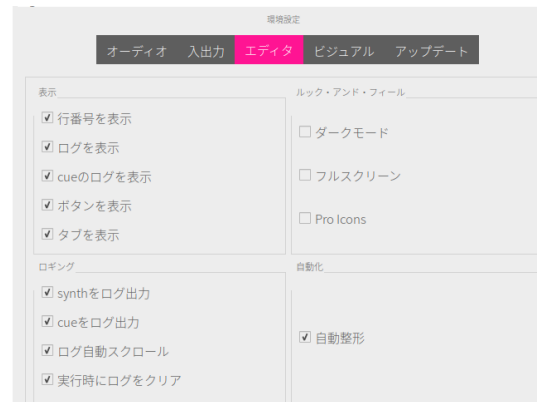 環境設定
オーディオ 入出力 エディタ ビジュアル アップデート
表示
行番号を表示
ログを表示
cueのログを表示
ボタンを表示
タブを表示
ルック・アンド・フィール
ダークモード
フルスクリーン
Pro Icons
ロギング
synthをログ出力
cueをログ出力
ログ自動スクロール
実行時にログをクリア
自動化
自動整形